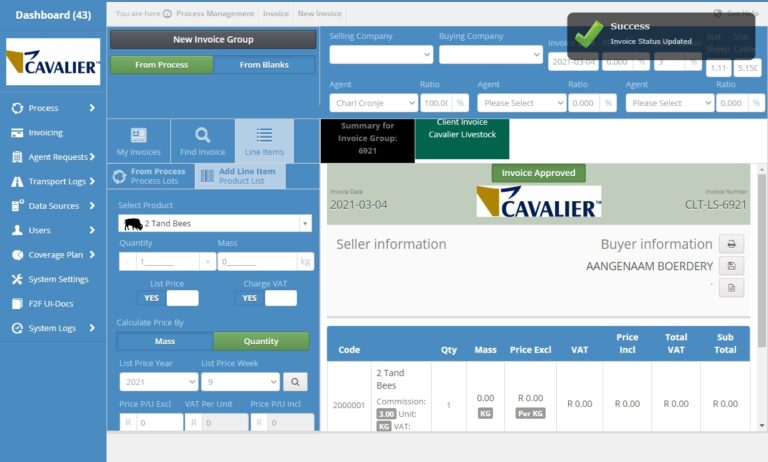 Dashboard (43)
CAVALIER™
Process
Invoicing
Agent Requests
Transport Logs
Data Sources
Users
Coverage Plan
System Settings
F2F UI-Docs
System Logs
You are here
Process Management
Invoice
New Invoice
Get Help
Success
Invoice Status Updated
New Invoice Group
From Process
From Blanks
Selling Company
Buying Company
Stat-
Sheep
Stat-
Cattle
2021-03-04
0.000
%
1.11
5.150
Agent
Ratio
Agent
Ratio
Agent
Ratio
Charl Cronje
100.00
%
Please Select
0.000
%
Please Select
0.000
%
My Invoices
Find Invoice
Line Items
Summary for
Invoice Group:
6921
Client Invoice
Cavalier Livestock
From Process
Process Lots
Add Line Item
Product List
Select Product
2 Tand Bees
Quantity
Mass
- 1 +
0 kg
List Price
Charge VAT
YES
YES
Calculate Price By
Mass
Quantity
List Price Year
List Price Week
2021
9
Price P/U Excl
VAT Per Unit
Price P/U Incl
R 0
R 0
R 0
Invoice Approved
Invoice Date
2021-03-04
CAVALIER™
Invoice Number
CLT-LS-6921
Seller information
Buyer information
AANGENAAM BOERDERY
,
Code
Qty
Mass
Price Excl
VAT
Price
Incl
Total
VAT
Sub
Total
2000001
2 Tand
Bees
Commission:
3.00 Unit:
KG VAT:
1
0.00
KG
R 0.00
Per KG
R 0.00
R 0.00
R 0.00
R 0.00